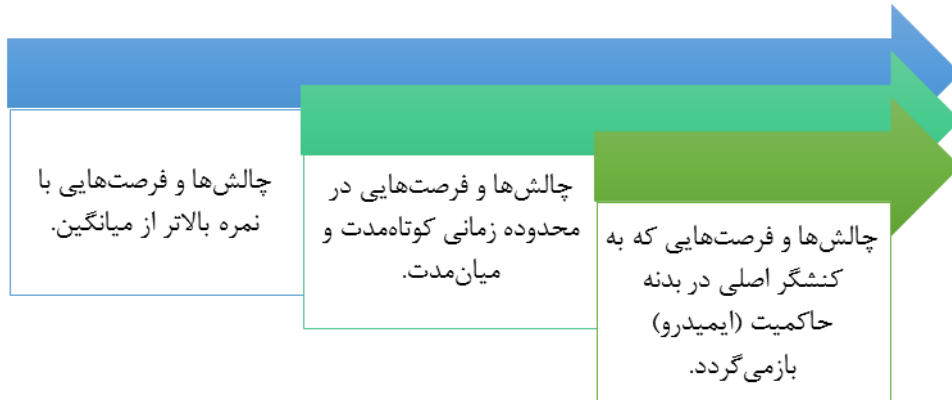 چالش‌ها و فرصت‌هایی با
نمره بالاتر از میانگین.
چالش‌ها و فرصت‌هایی در
محدوده زمانی کوتاه‌مدت و
میان‌مدت.
چالش‌ها و فرصت‌هایی که به
کنشگر اصلی در بدنه
حاکمیت (ایمیدرو)
بازمی‌گردد.